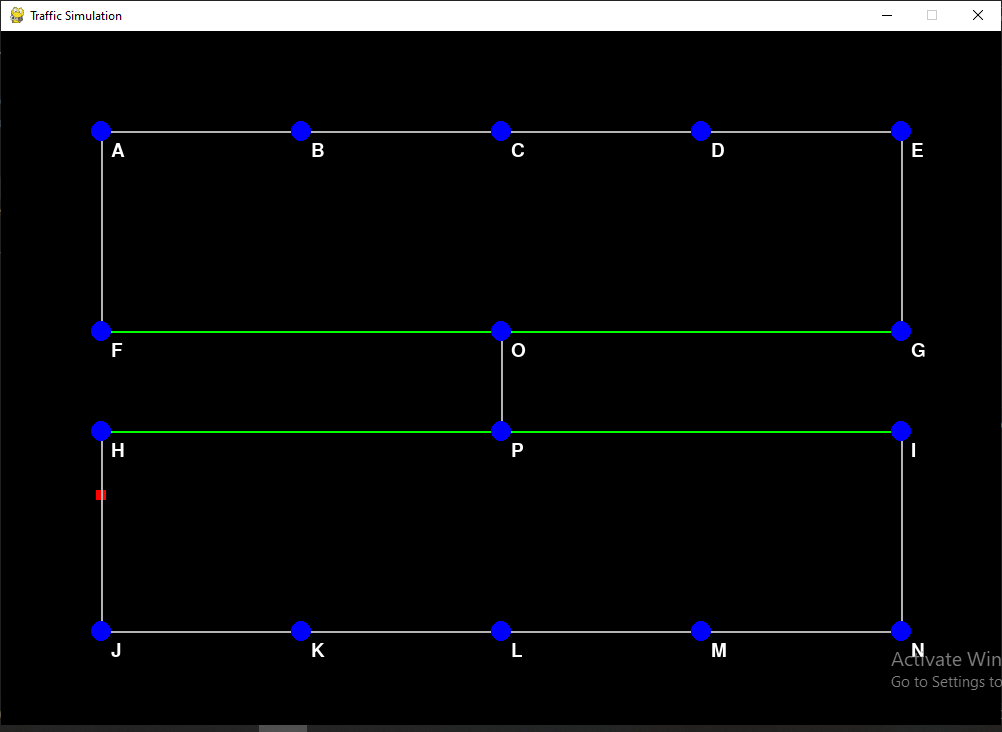 Traffic Simulation
A B C D E
F O G
H P I
J K L M N
Activate Win
Go to Settings to